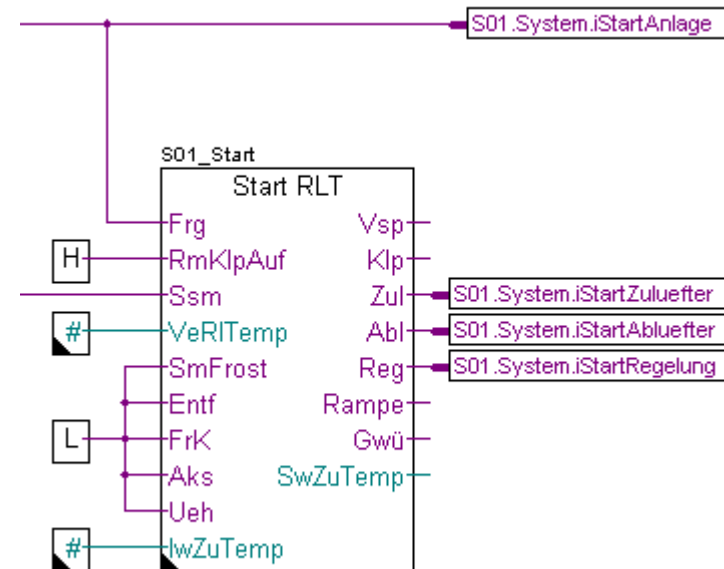 S01.System.iStartAnlage
S01_Start
Start RLT
Frg Vsp
H RmKlpAuf Klp
Ssm Zul S01.System.iStartZuluefter
# VeRlTemp Abl S01.System.iStartAbluefter
SmFrost Reg S01.System.iStartRegelung
Entf Rampe
L FrK Gwü
Aks SwZuTemp
Ueh
# IwZuTemp